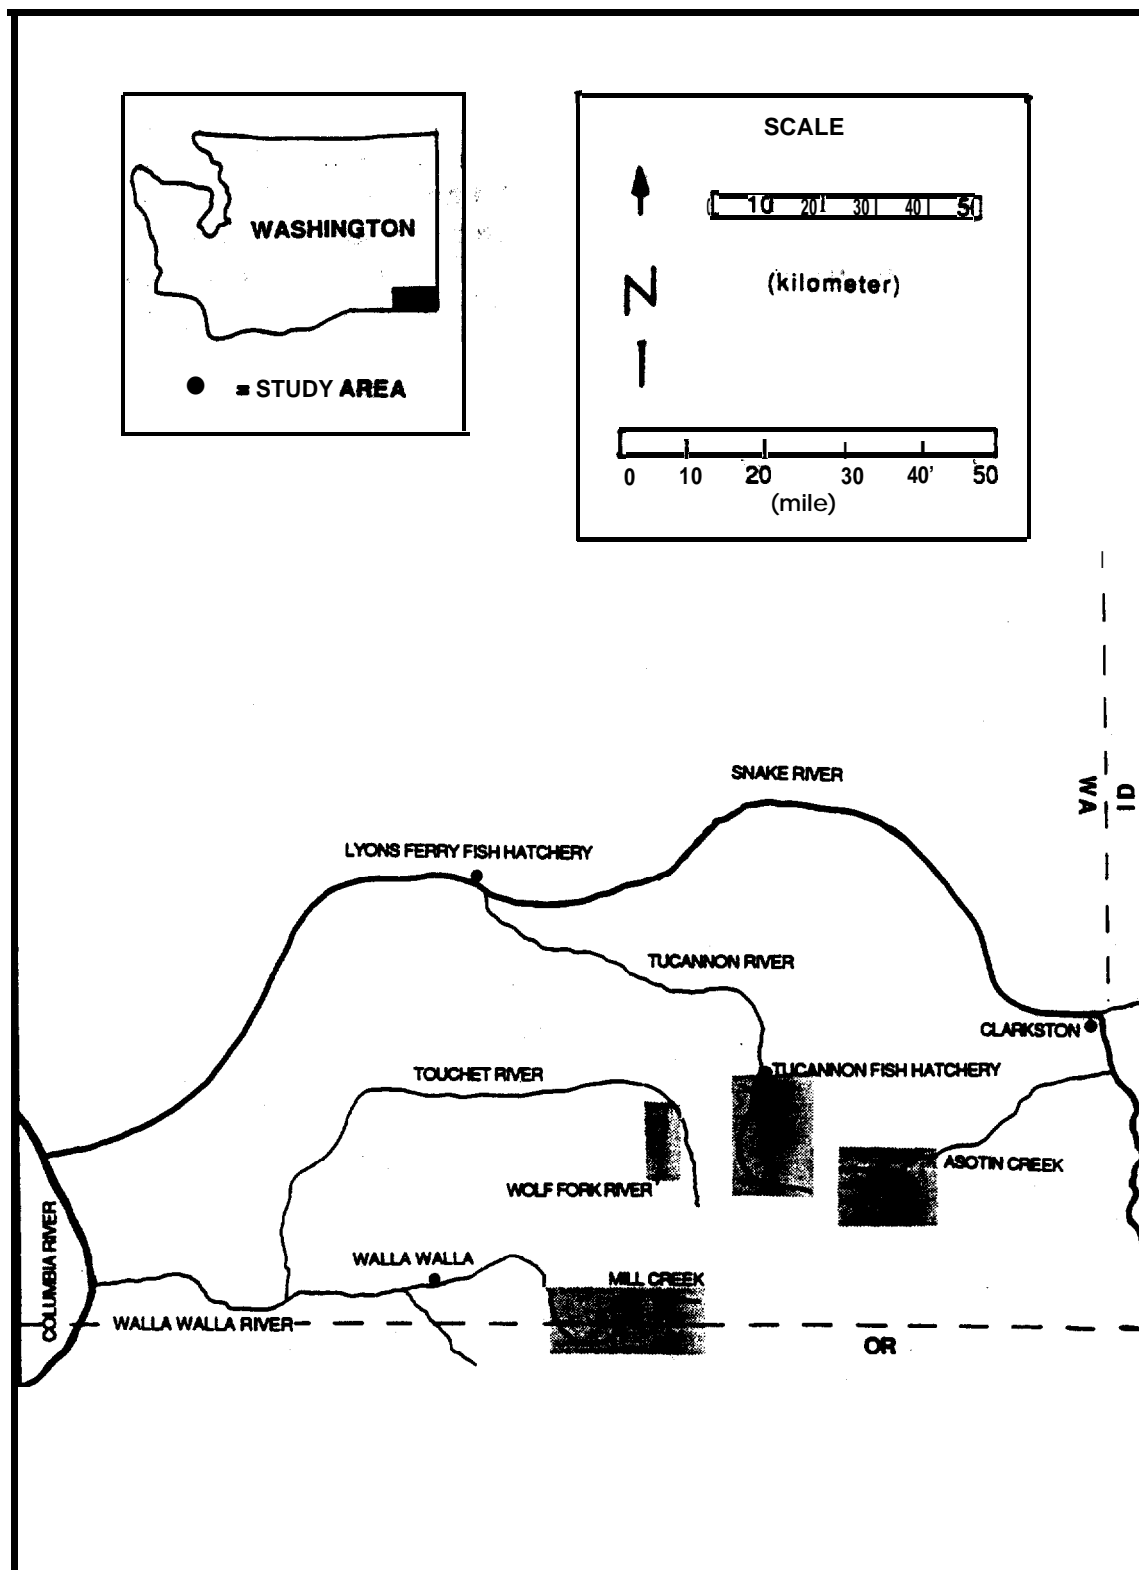 WASHINGTON
= STUDY AREA
SCALE
10 20 30 40 50
N
(kilometer)
0 10 20 30 40' 50
(mile)
SNAKE RIVER
WA
ID
LYONS FERRY FISH HATCHERY
TUCANNON RIVER
CLARKSTON
TUCANNON FISH HATCHERY
TOUCHET RIVER
ASOTIN CREEK
WOLF FORK RIVER
COLUMBIA RIVER
WALLA WALLA
MILL CREEK
WALLA WALLA RIVER
OR